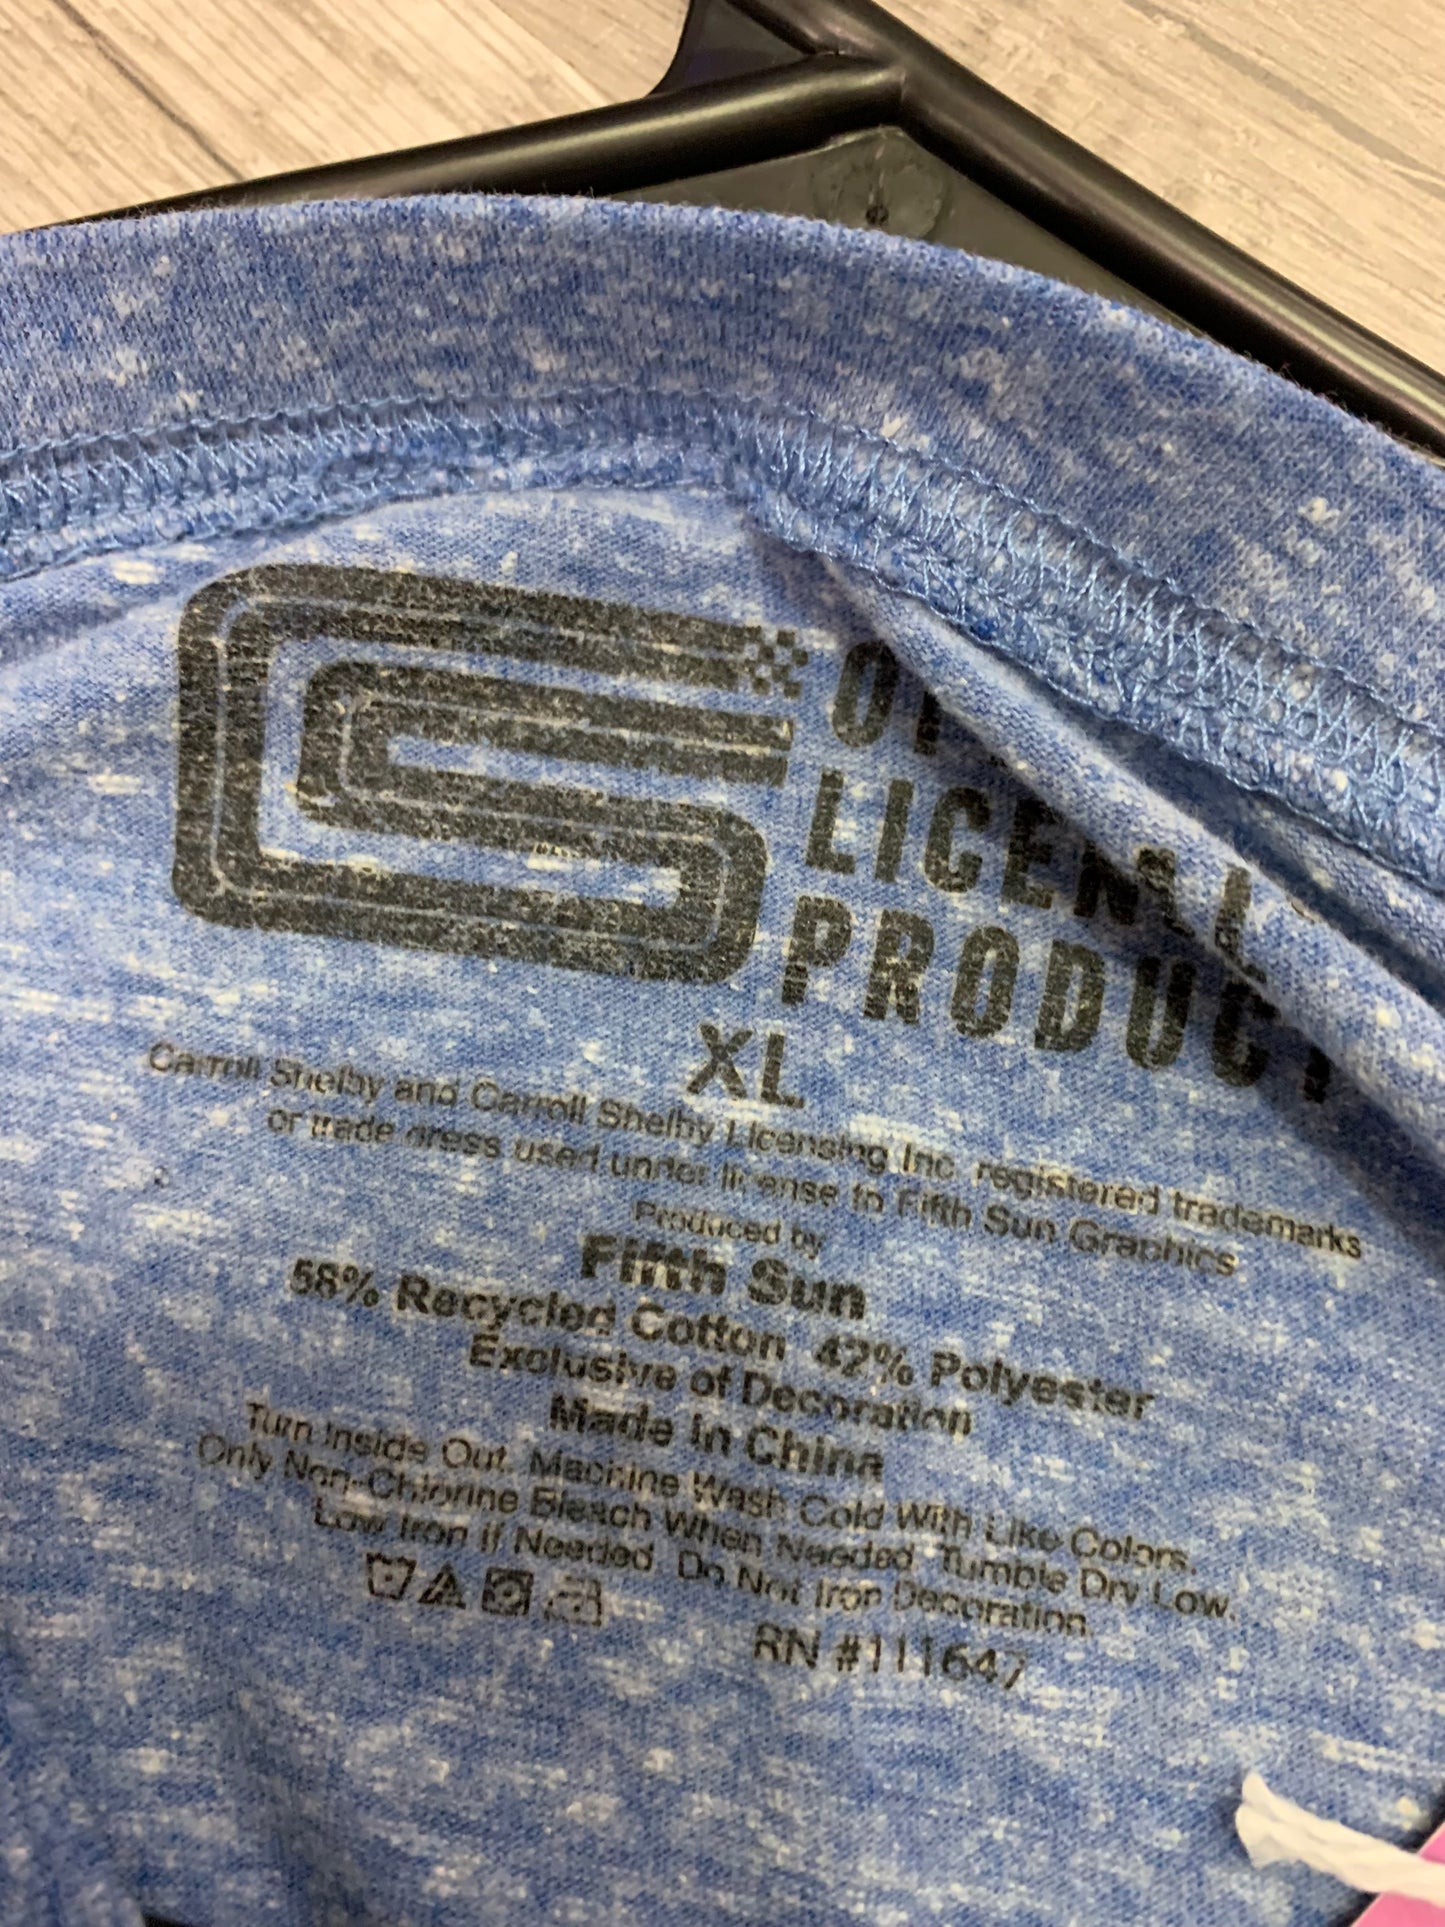 LICEN
PRODUCT
XL
Carroll Shelby and Carroll Shelby Licensing Inc. registered trademarks
or trade dress used under license to Fifth Sun Graphics.
Produced by
Fifth Sun
58% Recycled Cotton 42% Polyester
Exclusive of Decoration
Made In China
Turn Inside Out. Machine Wash Cold With Like Colors.
Only Non-Chlorine Bleach When Needed. Tumble Dry Low.
Low Iron If Needed. Do Not Iron Decoration.
RN #111647